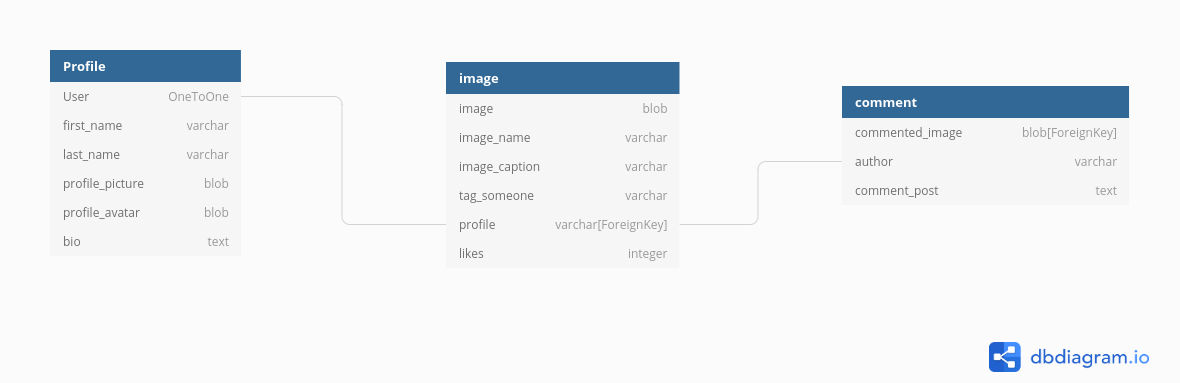 Profile
User OneToOne
first_name varchar
last_name varchar
profile_picture blob
profile_avatar blob
bio text
image
image blob
image_name varchar
image_caption varchar
tag_someone varchar
profile varchar[ForeignKey]
likes integer
comment
commented_image blob[ForeignKey]
author varchar
comment_post text
dbdiagram.io